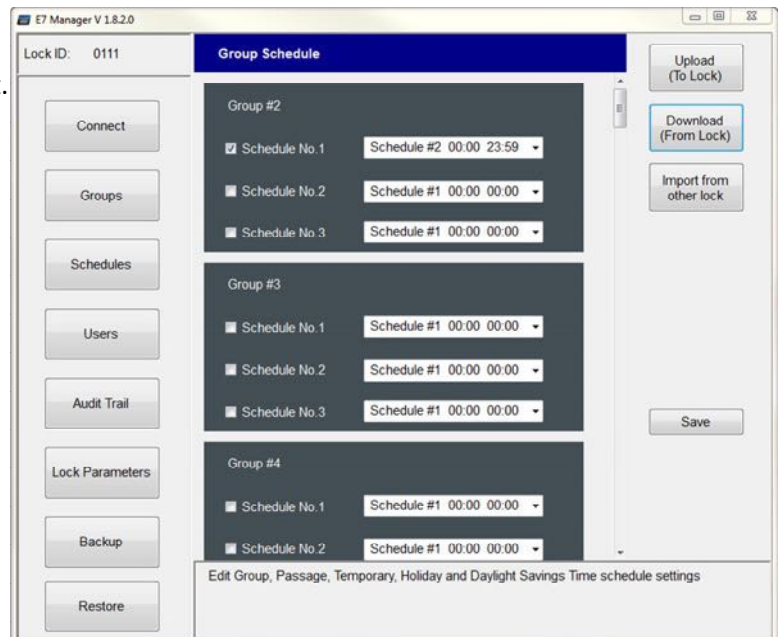 E7 Manager V 1.8.2.0
Lock ID: 0111
Connect
Groups
Schedules
Users
Audit Trail
Lock Parameters
Backup
Restore
Group Schedule
Group #2
Schedule No.1 Schedule #2 00:00 23:59
Schedule No.2 Schedule #1 00:00 00:00
Schedule No.3 Schedule #1 00:00 00:00
Group #3
Schedule No.1 Schedule #1 00:00 00:00
Schedule No.2 Schedule #1 00:00 00:00
Schedule No.3 Schedule #1 00:00 00:00
Group #4
Schedule No.1 Schedule #1 00:00 00:00
Schedule No.2 Schedule #1 00:00 00:00
Edit Group, Passage, Temporary, Holiday and Daylight Savings Time schedule settings
Upload
(To Lock)
Download
(From Lock)
Import from
other lock
Save